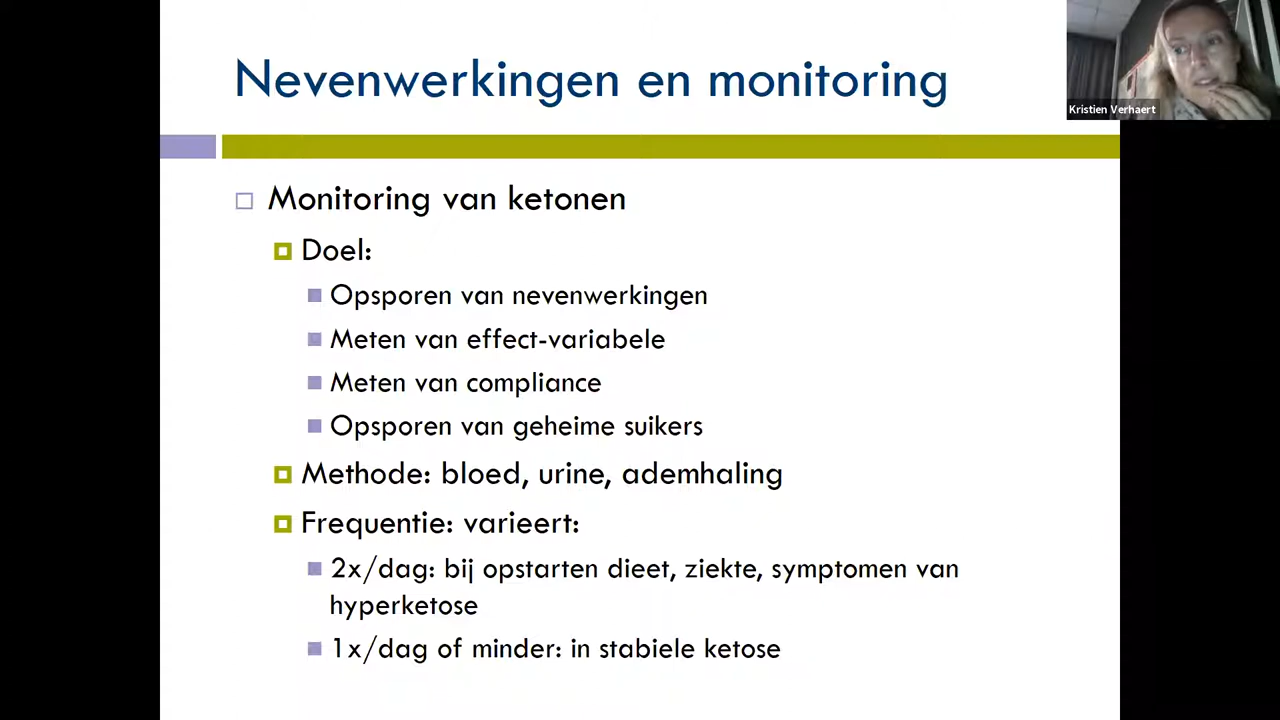 Nevenwerkingen en monitoring
Kristien Verhaert
Monitoring van ketonen
Doel:
Opsporen van nevenwerkingen
Meten van effect-variabele
Meten van compliance
Opsporen van geheime suikers
Methode: bloed, urine, ademhaling
Frequentie: varieert:
2x/dag: bij opstarten dieet, ziekte, symptomen van
hyperketose
1x/dag of minder: in stabiele ketose